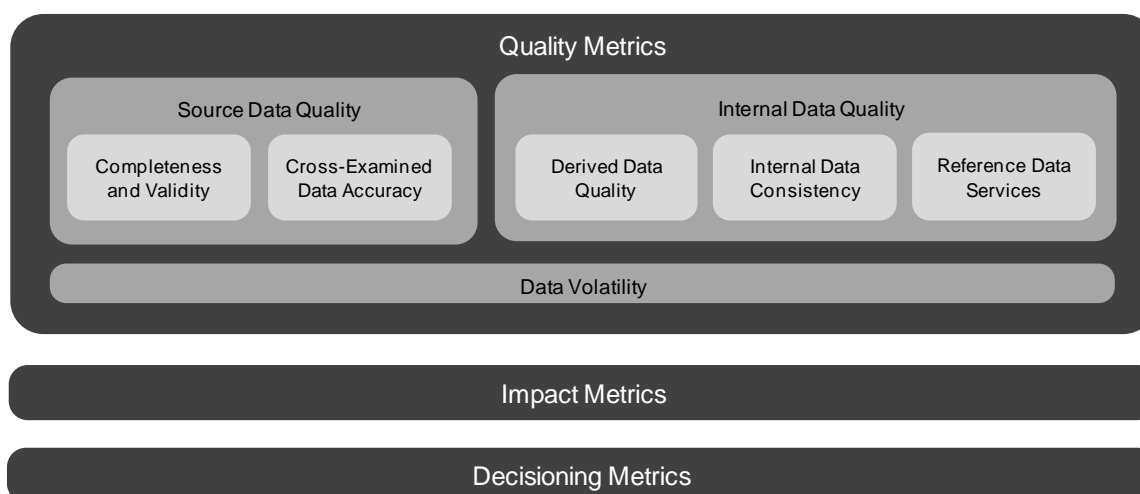 Quality Metrics
Source Data Quality
Completeness
and Validity
Cross-Examined
Data Accuracy
Internal Data Quality
Derived Data
Quality
Internal Data
Consistency
Reference Data
Services
Data Volatility
Impact Metrics
Decisioning Metrics